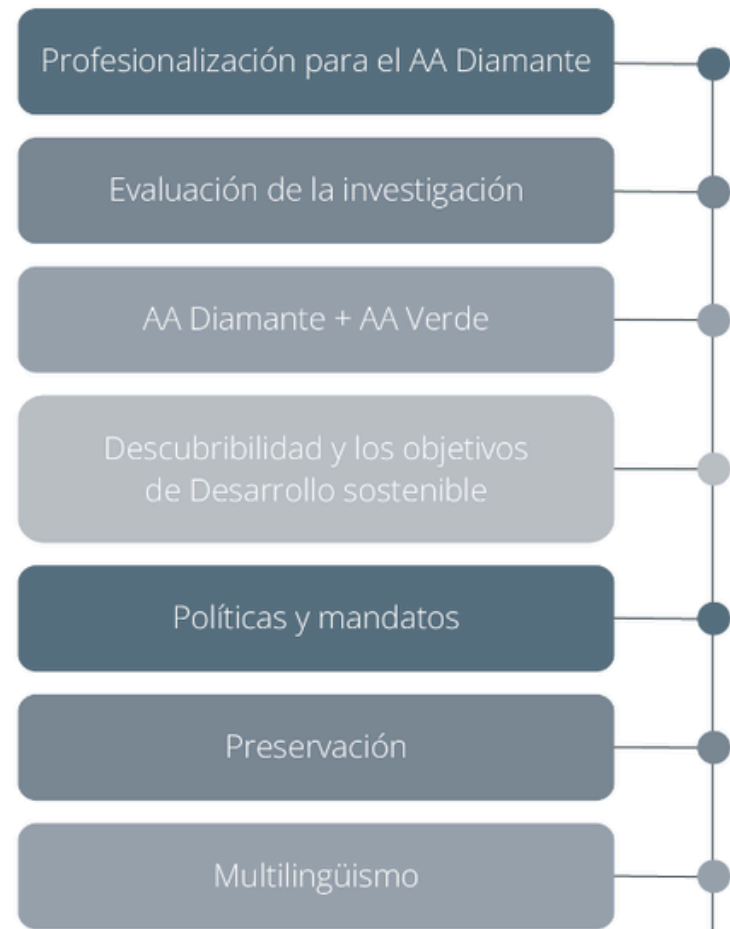 Profesionalización para el AA Diamante
Evaluación de la investigación
AA Diamante + AA Verde
Descubribilidad y los objetivos
de Desarrollo sostenible
Políticas y mandatos
Preservación
Multilingüismo